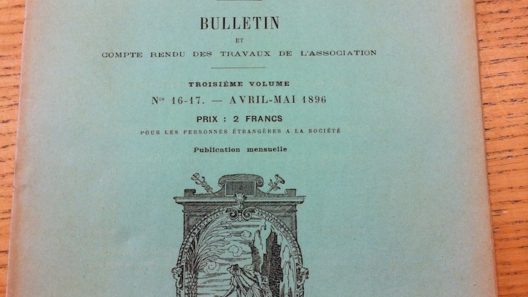 BULLETIN
ET
COMPTE RENDU DES TRAVAUX DE L'ASSOCIATION
TROISIÈME VOLUME
Nos 16-17. — AVRIL-MAI 1896
PRIX : 2 FRANCS
POUR LES PERSONNES ÉTRANGÈRES A LA SOCIÉTÉ
Publication mensuelle